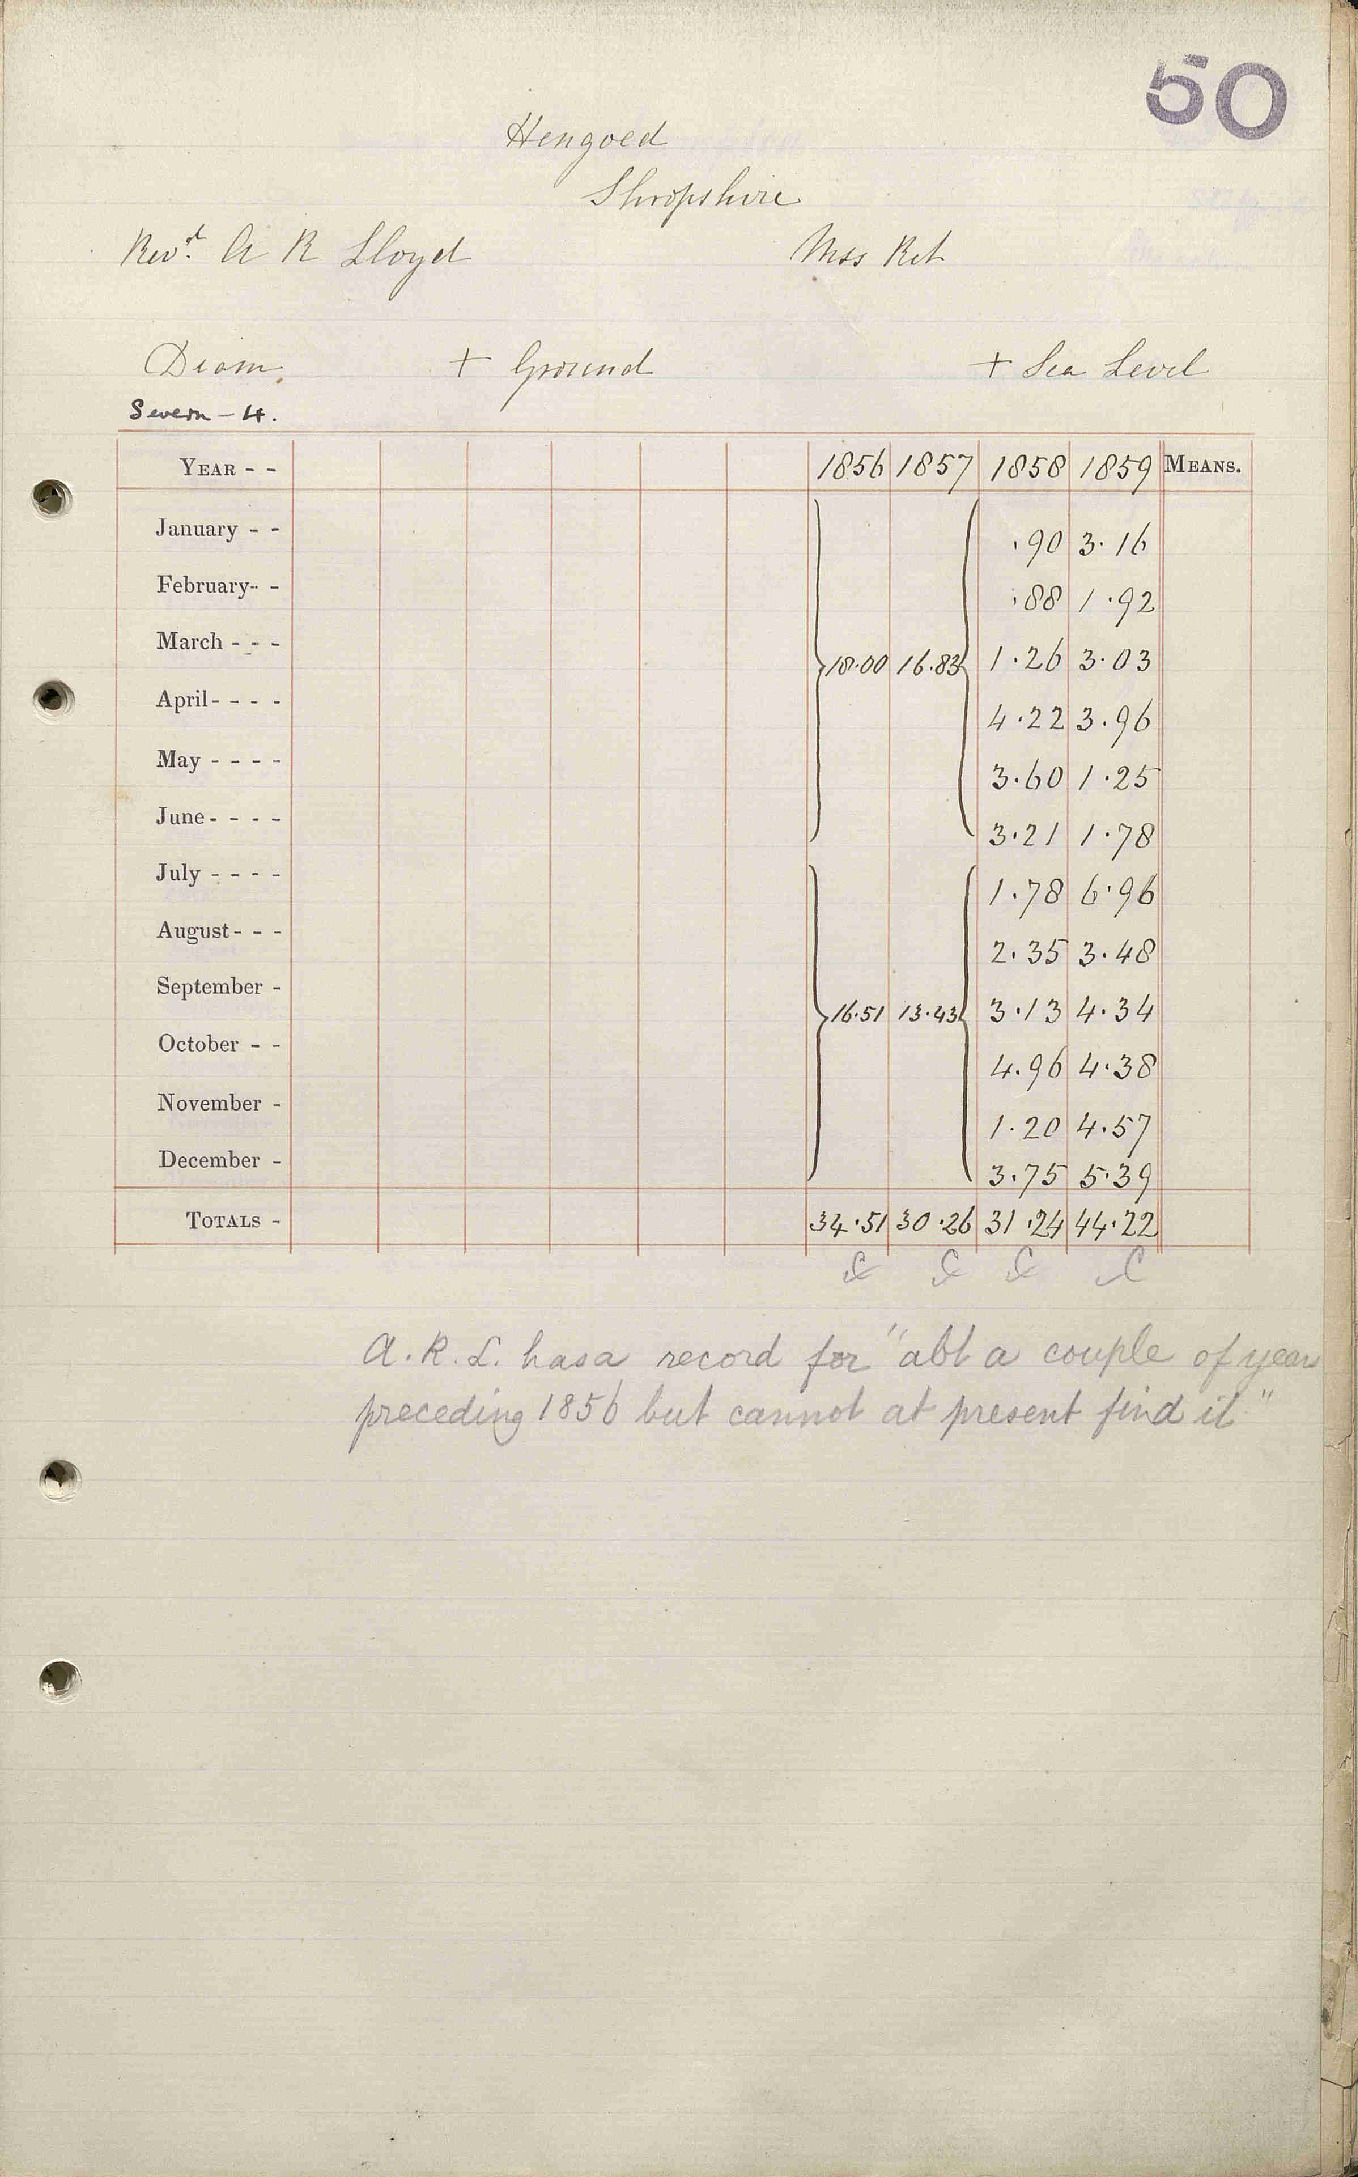 50
Hengoed
Shropshire
Revd. A R Lloyd Mss Ret
Diam. + Ground + Sea Level
Severn - 4.
YEAR - - 1856 1857 1858 1859 MEANS.
January - - .90 3.16
February - - .88 1.92
March - - - 18.00 16.83 1.26 3.03
April - - - - 4.22 3.96
May - - - - 3.60 1.25
June - - - - 3.21 1.78
July - - - - 1.78 6.96
August - - - 2.35 3.48
September - 16.51 13.43 3.13 4.34
October - - 4.96 4.38
November - 1.20 4.57
December - 3.75 5.39
TOTALS - 34.51 30.26 31.24 44.22
A.R.L. has a record for "abt a couple of years
preceding 1856 but cannot at present find it"